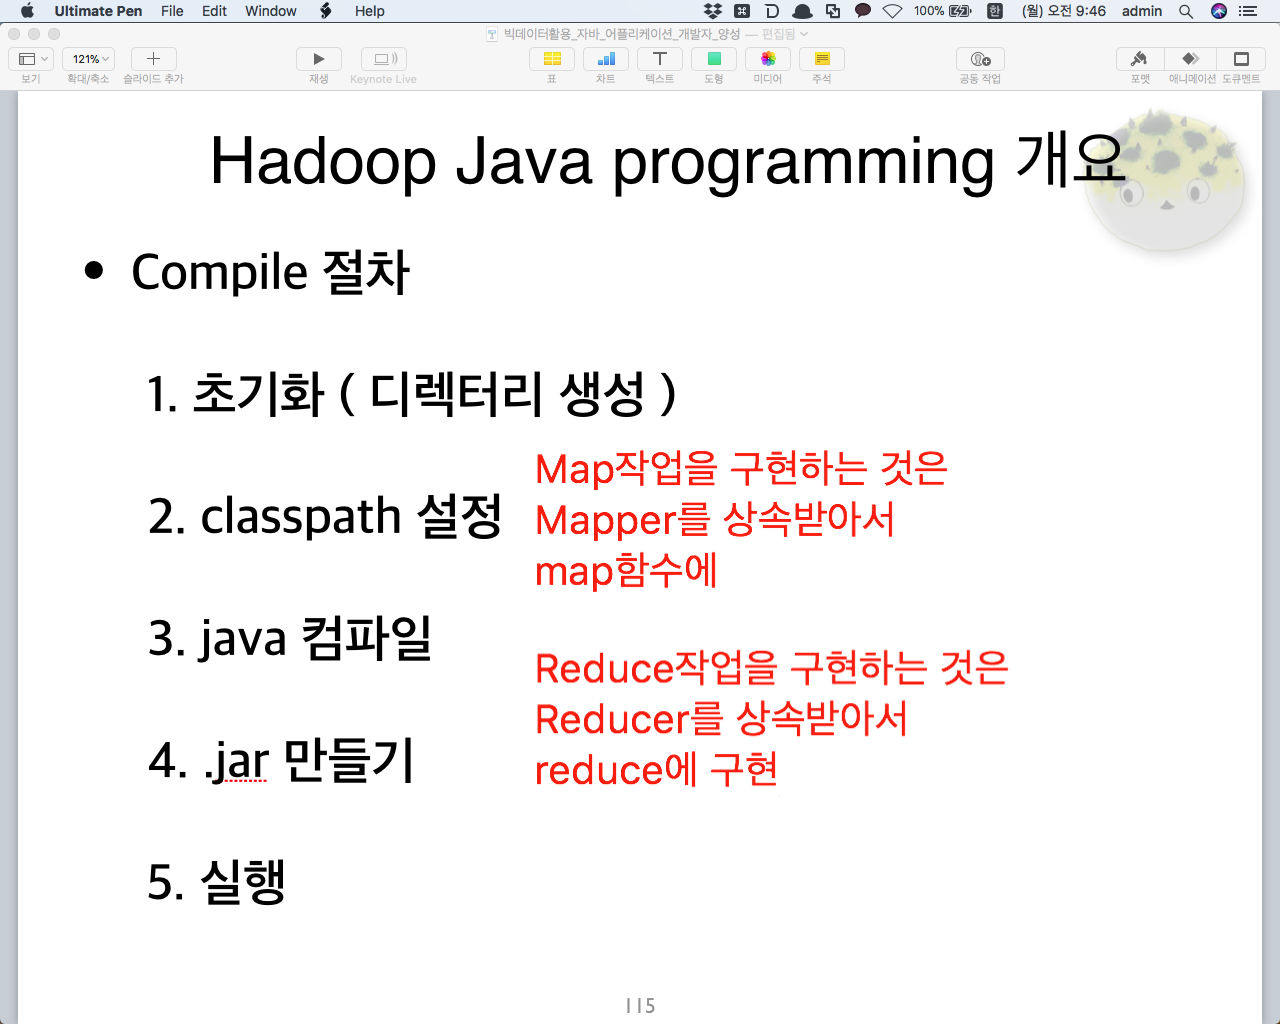 Ultimate Pen File Edit Window Help 100% 한 (월) 오전 9:46 admin
빅데이터활용_자바_어플리케이션_개발자_양성 — 편집됨
121%
보기 확대/축소 슬라이드 추가 재생 Keynote Live 표 차트 텍스트 도형 미디어 주석 공동 작업 포맷 애니메이션 도큐멘트
Hadoop Java programming 개요
• Compile 절차
1. 초기화 ( 디렉터리 생성 )
2. classpath 설정
3. java 컴파일
4. .jar 만들기
5. 실행
Map작업을 구현하는 것은
Mapper를 상속받아서
map함수에
Reduce작업을 구현하는 것은
Reducer를 상속받아서
reduce에 구현
115